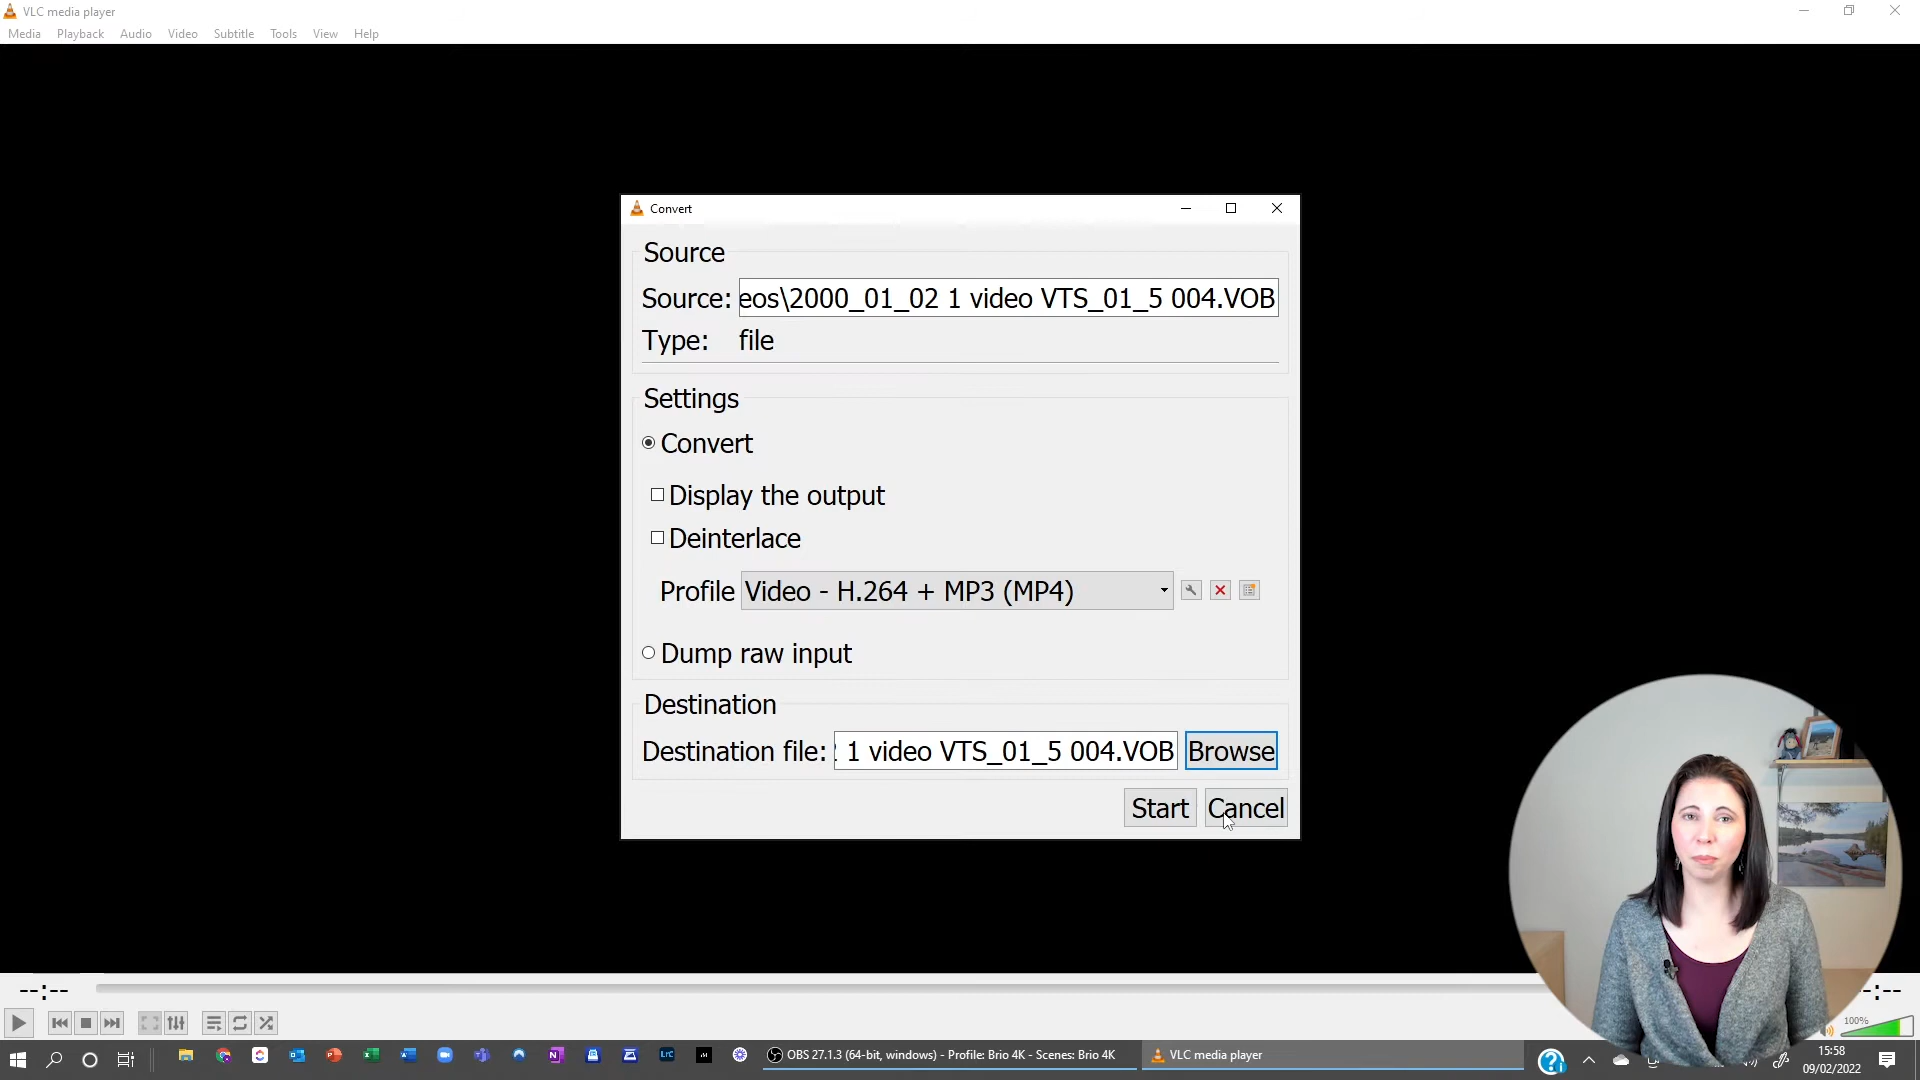 VLC media player
Media Playback Audio Video Subtitle Tools View Help
Convert
Source
Source: eos\2000_01_02 1 video VTS_01_5 004.VOB
Type: file
Settings
Convert
Display the output
Deinterlace
Profile Video - H.264 + MP3 (MP4)
Dump raw input
Destination
Destination file: 1 video VTS_01_5 004.VOB Browse
Start Cancel
--:-- -:--
100%
OBS 27.1.3 (64-bit, windows) - Profile: Brio 4K - Scenes: Brio 4K
VLC media player
15:58
09/02/2022
LrC